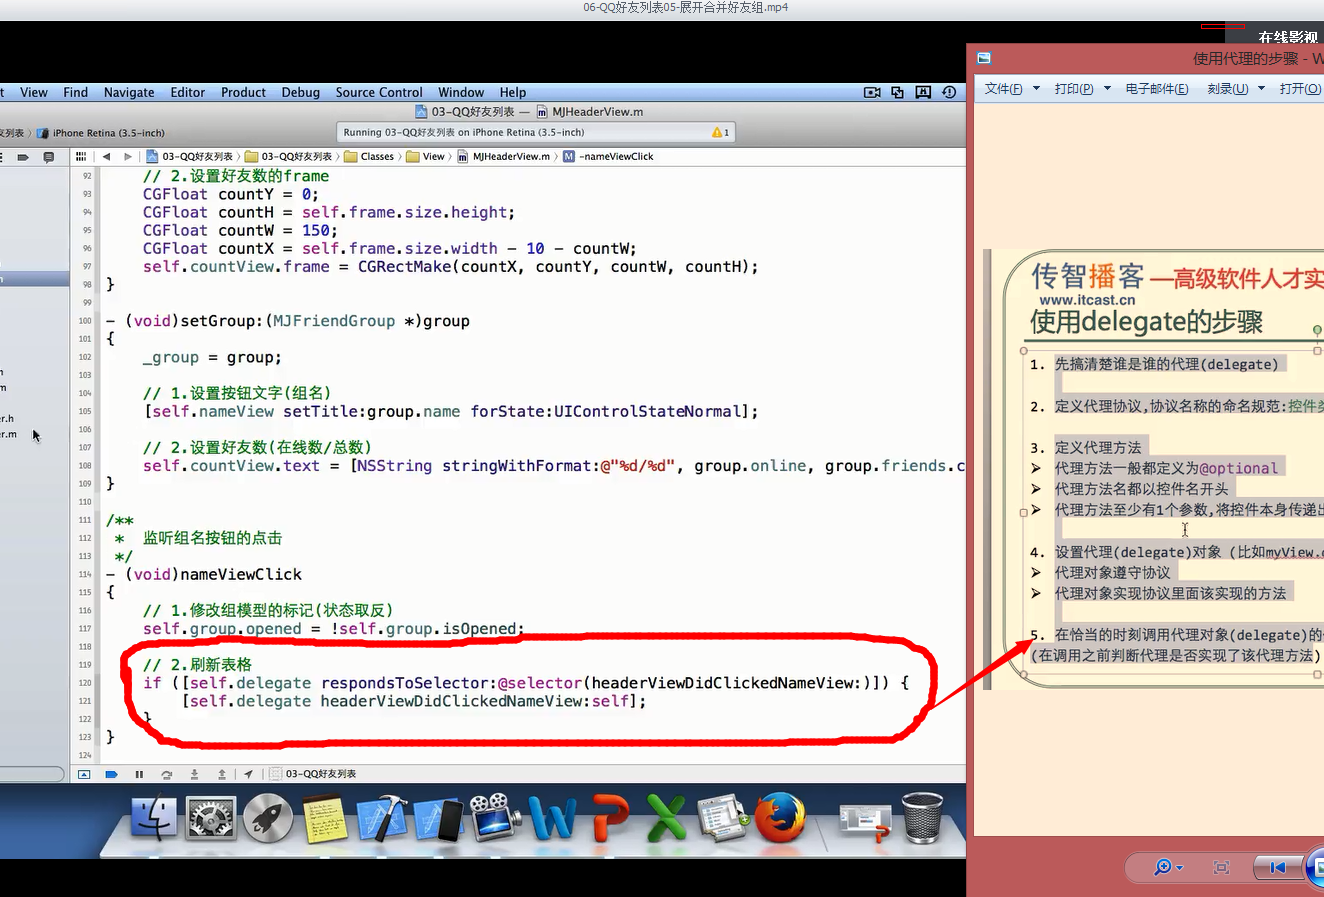 06-QQ好友列表05-展开合并好友组.mp4
在线影视
使用代理的步骤 - W
文件(F) 打印(P) 电子邮件(E) 刻录(U) 打开(O)
t View Find Navigate Editor Product Debug Source Control Window Help
03-QQ好友列表 — MJHeaderView.m
友列表 iPhone Retina (3.5-inch)
Running 03-QQ好友列表 on iPhone Retina (3.5-inch) 1
03-QQ好友列表 03-QQ好友列表 Classes View MJHeaderView.m M -nameViewClick
92 // 2.设置好友数的frame
93 CGFloat countY = 0;
94 CGFloat countH = self.frame.size.height;
95 CGFloat countW = 150;
96 CGFloat countX = self.frame.size.width - 10 - countW;
97 self.countView.frame = CGRectMake(countX, countY, countW, countH);
98 }
99
100 - (void)setGroup:(MJFriendGroup *)group
101 {
102 _group = group;
103
104 // 1.设置按钮文字(组名)
105 [self.nameView setTitle:group.name forState:UIControlStateNormal];
106
107 // 2.设置好友数(在线数/总数)
108 self.countView.text = [NSString stringWithFormat:@"%d/%d", group.online, group.friends.c
109 }
110
111 /**
112 * 监听组名按钮的点击
113 */
114 - (void)nameViewClick
115 {
116 // 1.修改组模型的标记(状态取反)
117 self.group.opened = !self.group.isOpened;
118
119 // 2.刷新表格
120 if ([self.delegate respondsToSelector:@selector(headerViewDidClickedNameView:)]) {
121 [self.delegate headerViewDidClickedNameView:self];
122 }
123 }
124
h
m
er.h
er.m
03-QQ好友列表
传智播客—高级软件人才实
www.itcast.cn
使用delegate的步骤
1. 先搞清楚谁是谁的代理(delegate)
2. 定义代理协议,协议名称的命名规范:控件类
3. 定义代理方法
➢ 代理方法一般都定义为@optional
➢ 代理方法名都以控件名开头
➢ 代理方法至少有1个参数,将控件本身传递出
4. 设置代理(delegate)对象 (比如myView.d
➢ 代理对象遵守协议
➢ 代理对象实现协议里面该实现的方法
5. 在恰当的时刻调用代理对象(delegate)的
(在调用之前判断代理是否实现了该代理方法)